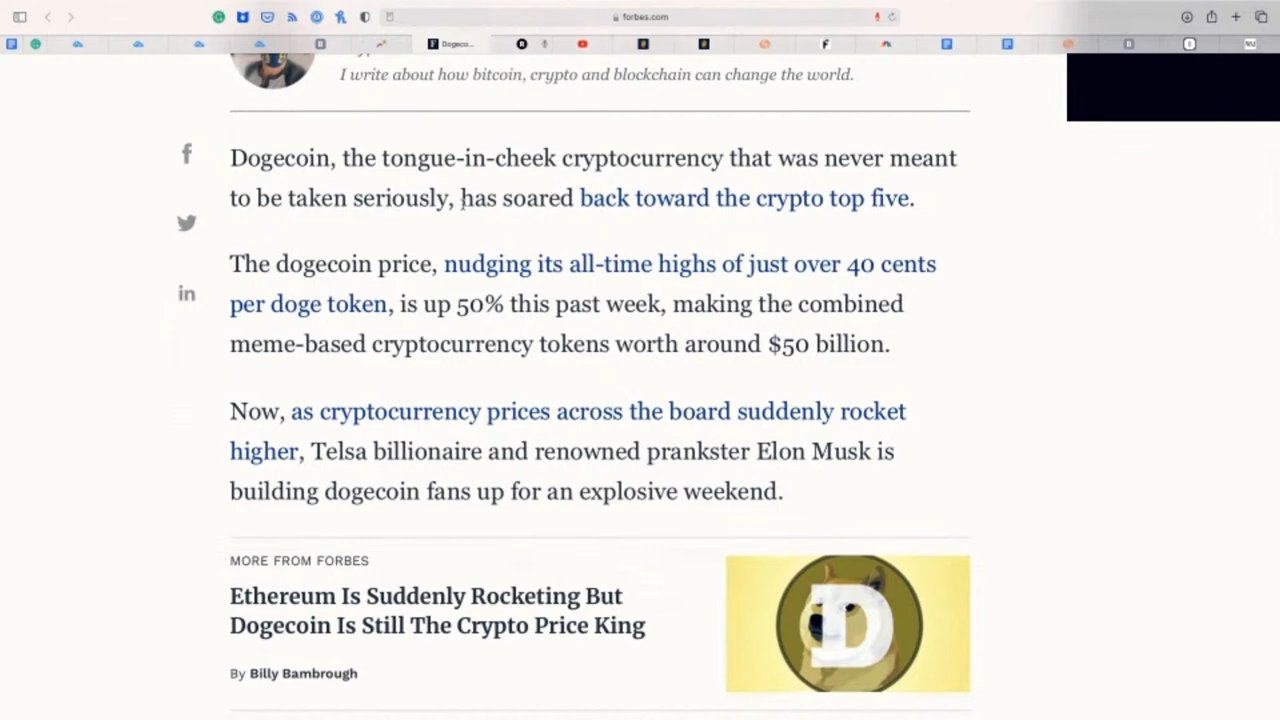 forbes.com
Dogeco...
I write about how bitcoin, crypto and blockchain can change the world.
Dogecoin, the tongue-in-cheek cryptocurrency that was never meant
to be taken seriously, has soared back toward the crypto top five.
The dogecoin price, nudging its all-time highs of just over 40 cents
per doge token, is up 50% this past week, making the combined
meme-based cryptocurrency tokens worth around $50 billion.
Now, as cryptocurrency prices across the board suddenly rocket
higher, Telsa billionaire and renowned prankster Elon Musk is
building dogecoin fans up for an explosive weekend.
MORE FROM FORBES
Ethereum Is Suddenly Rocketing But
Dogecoin Is Still The Crypto Price King
By Billy Bambrough
D